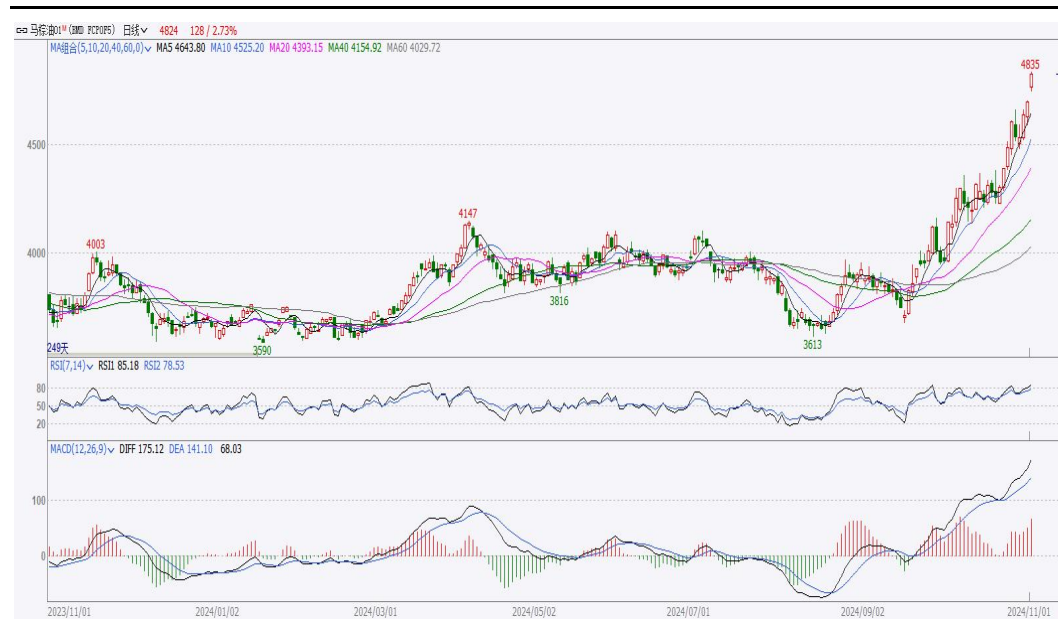 马棕油01M (BMD FCPOF5) 日线 4824 128 / 2.73%
MA组合(5,10,20,40,60,0) MA5 4643.80 MA10 4525.20 MA20 4393.15 MA40 4154.92 MA60 4029.72
4835
4500
4147
4003
4000
3816
3613
3590
249天
RSI(7,14) RSI1 85.18 RSI2 78.53
80
50
20
MACD(12,26,9) DIFF 175.12 DEA 141.10 68.03
100
0
2023/11/01 2024/01/02 2024/03/01 2024/05/02 2024/07/01 2024/09/02 2024/11/01